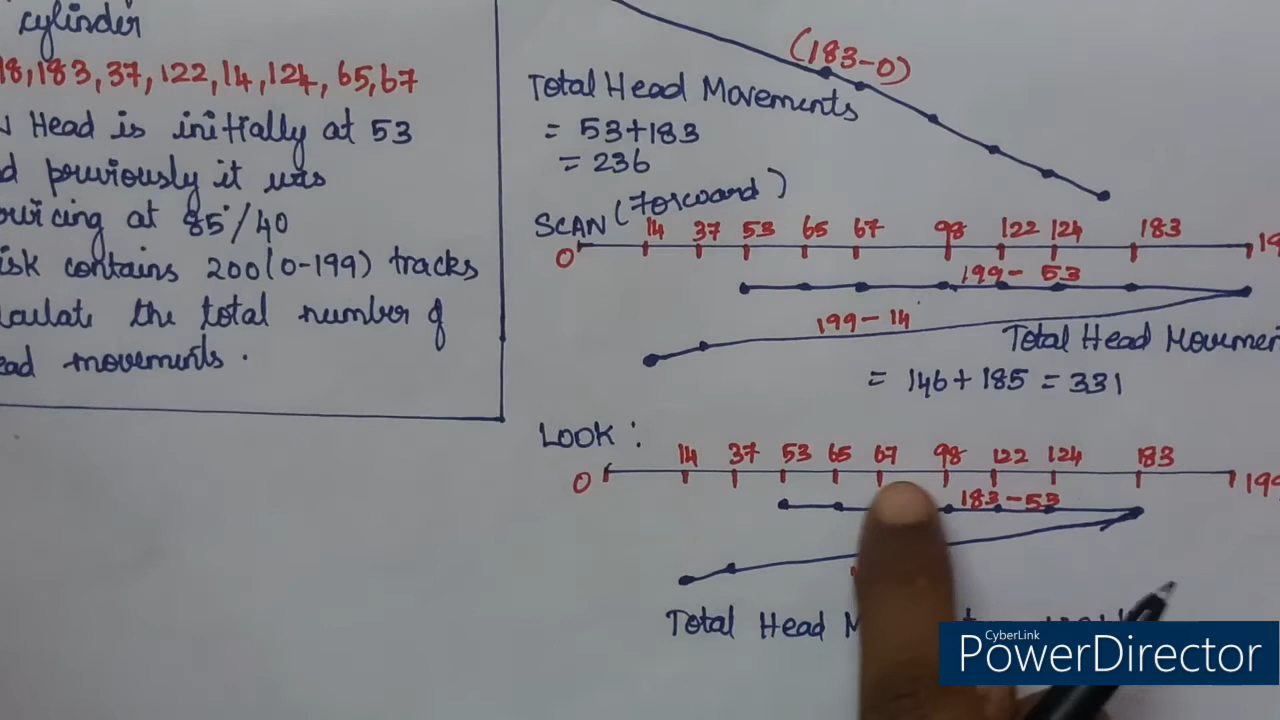 cylinder
98,183,37,122,14,124,65,67
Head is initially at 53
previously it was
servicing at 85/40
Disk contains 200(0-199) tracks
calculate the total number of
Head movements.
(183-0)
Total Head Movements
= 53+183
= 236
SCAN (Forward)
0 14 37 53 65 67 98 122 124 183 19
199-53
199-14
Total Head Movemen
= 146+185 = 331
LOOK:
0 14 37 53 65 67 98 122 124 183 199
183-53
Total Head M
CyberLink
PowerDirector